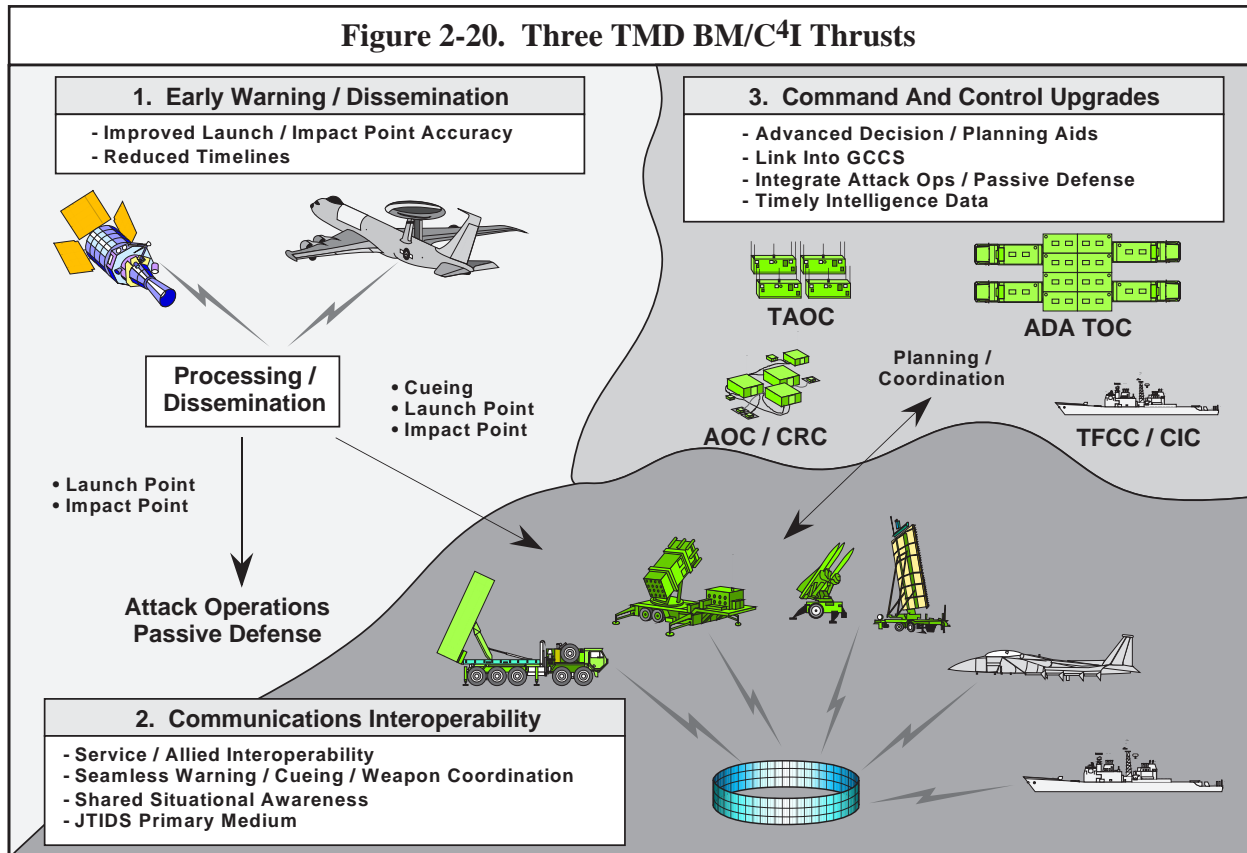 Figure 2-20.  Three TMD BM/C4I Thrusts
1.  Early Warning / Dissemination
- Improved Launch / Impact Point Accuracy
- Reduced Timelines
3.  Command And Control Upgrades
- Advanced Decision / Planning Aids
- Link Into GCCS
- Integrate Attack Ops / Passive Defense
- Timely Intelligence Data
TAOC
ADA TOC
Processing /
Dissemination
• Cueing
• Launch Point
• Impact Point
Planning /
Coordination
AOC / CRC
TFCC / CIC
• Launch Point
• Impact Point
Attack Operations
Passive Defense
2.  Communications Interoperability
- Service / Allied Interoperability
- Seamless Warning / Cueing / Weapon Coordination
- Shared Situational Awareness
- JTIDS Primary Medium